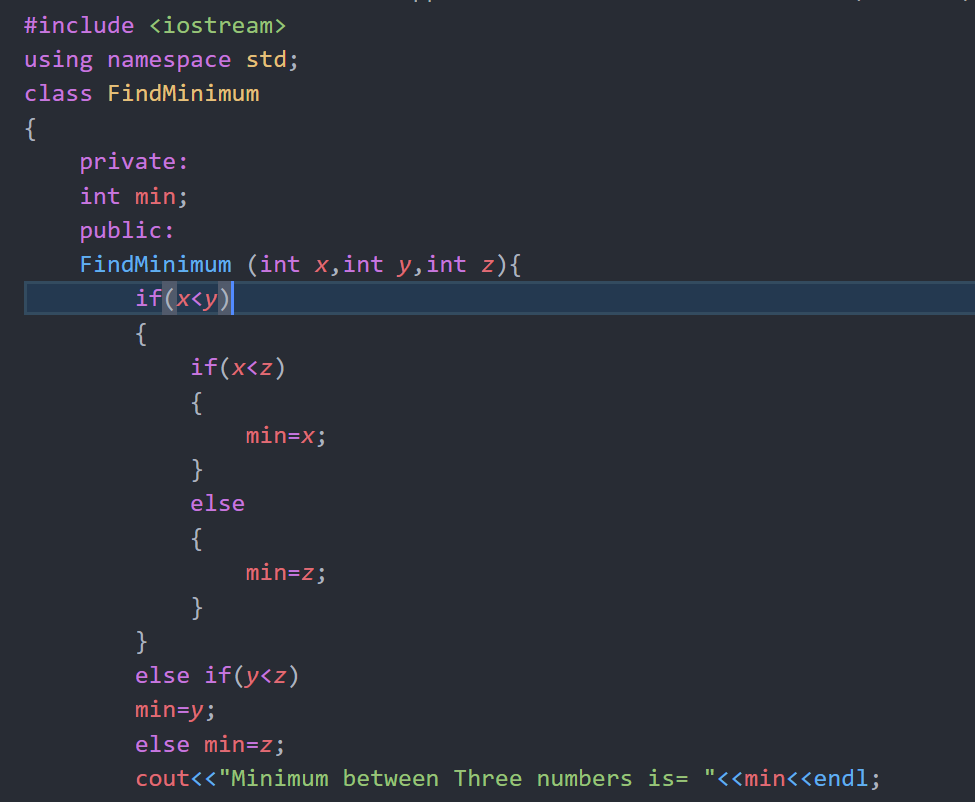 #include <iostream>
using namespace std;
class FindMinimum
{
    private:
    int min;
    public:
    FindMinimum (int x,int y,int z){
        if(x<y)
        {
            if(x<z)
            {
                min=x;
            }
            else
            {
                min=z;
            }
        }
        else if(y<z)
        min=y;
        else min=z;
        cout<<"Minimum between Three numbers is= "<<min<<endl;